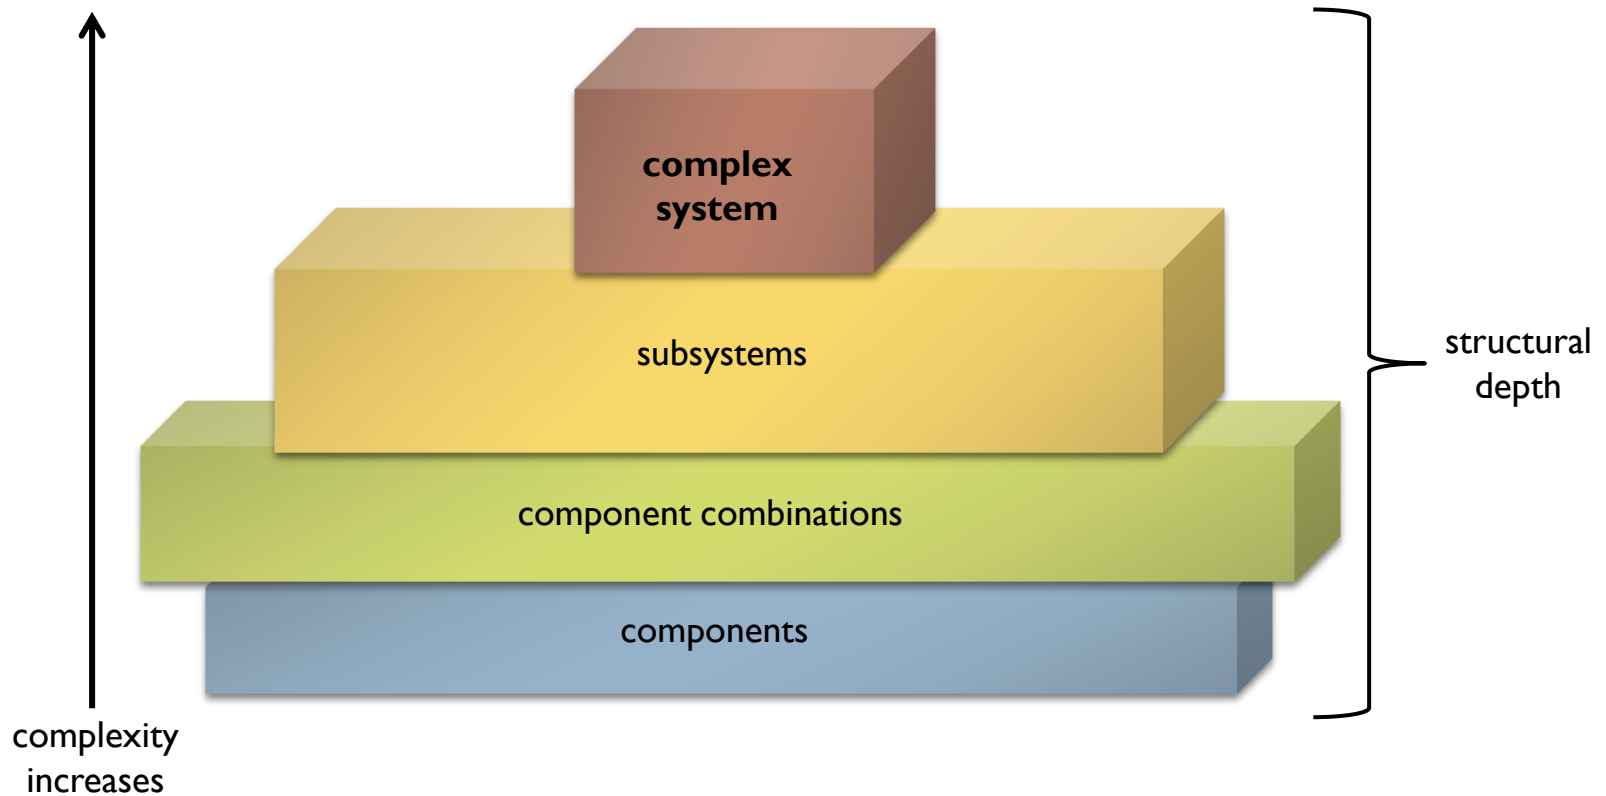 complex
system
subsystems
structural
depth
component combinations
components
complexity
increases